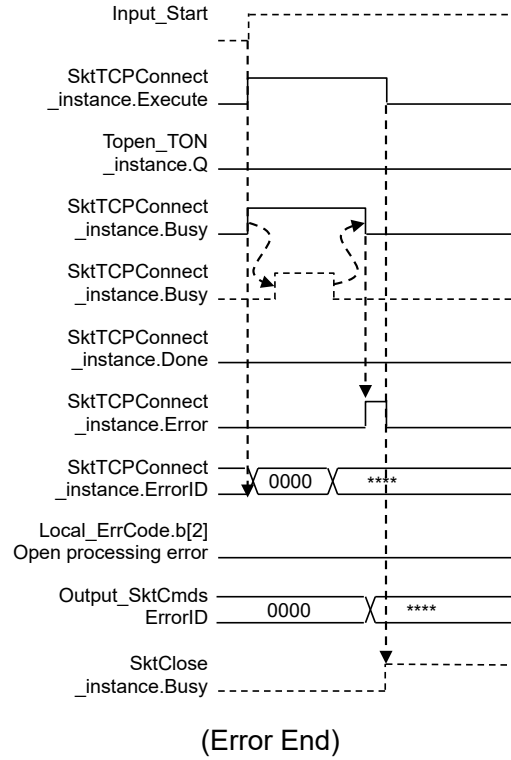 Input_Start
SktTCPConnect
_instance.Execute
Topen_TON
_instance.Q
SktTCPConnect
_instance.Busy
SktTCPConnect
_instance.Busy
SktTCPConnect
_instance.Done
SktTCPConnect
_instance.Error
SktTCPConnect
_instance.ErrorID
0000
****
Local_ErrCode.b[2]
Open processing error
Output_SktCmds
ErrorID
0000
****
SktClose
_instance.Busy
(Error End)